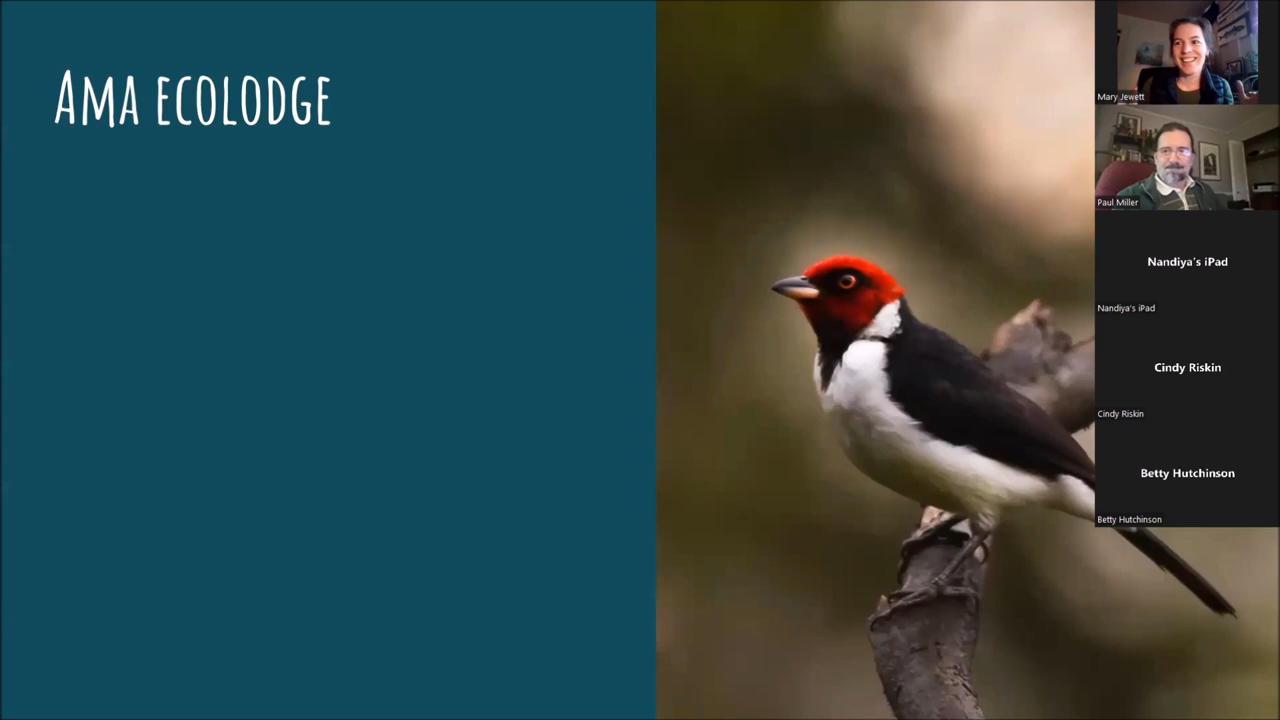 Ama ecolodge
Mary Jewett
Paul Miller
Nandiya's iPad
Nandiya's iPad
Cindy Riskin
Cindy Riskin
Betty Hutchinson
Betty Hutchinson